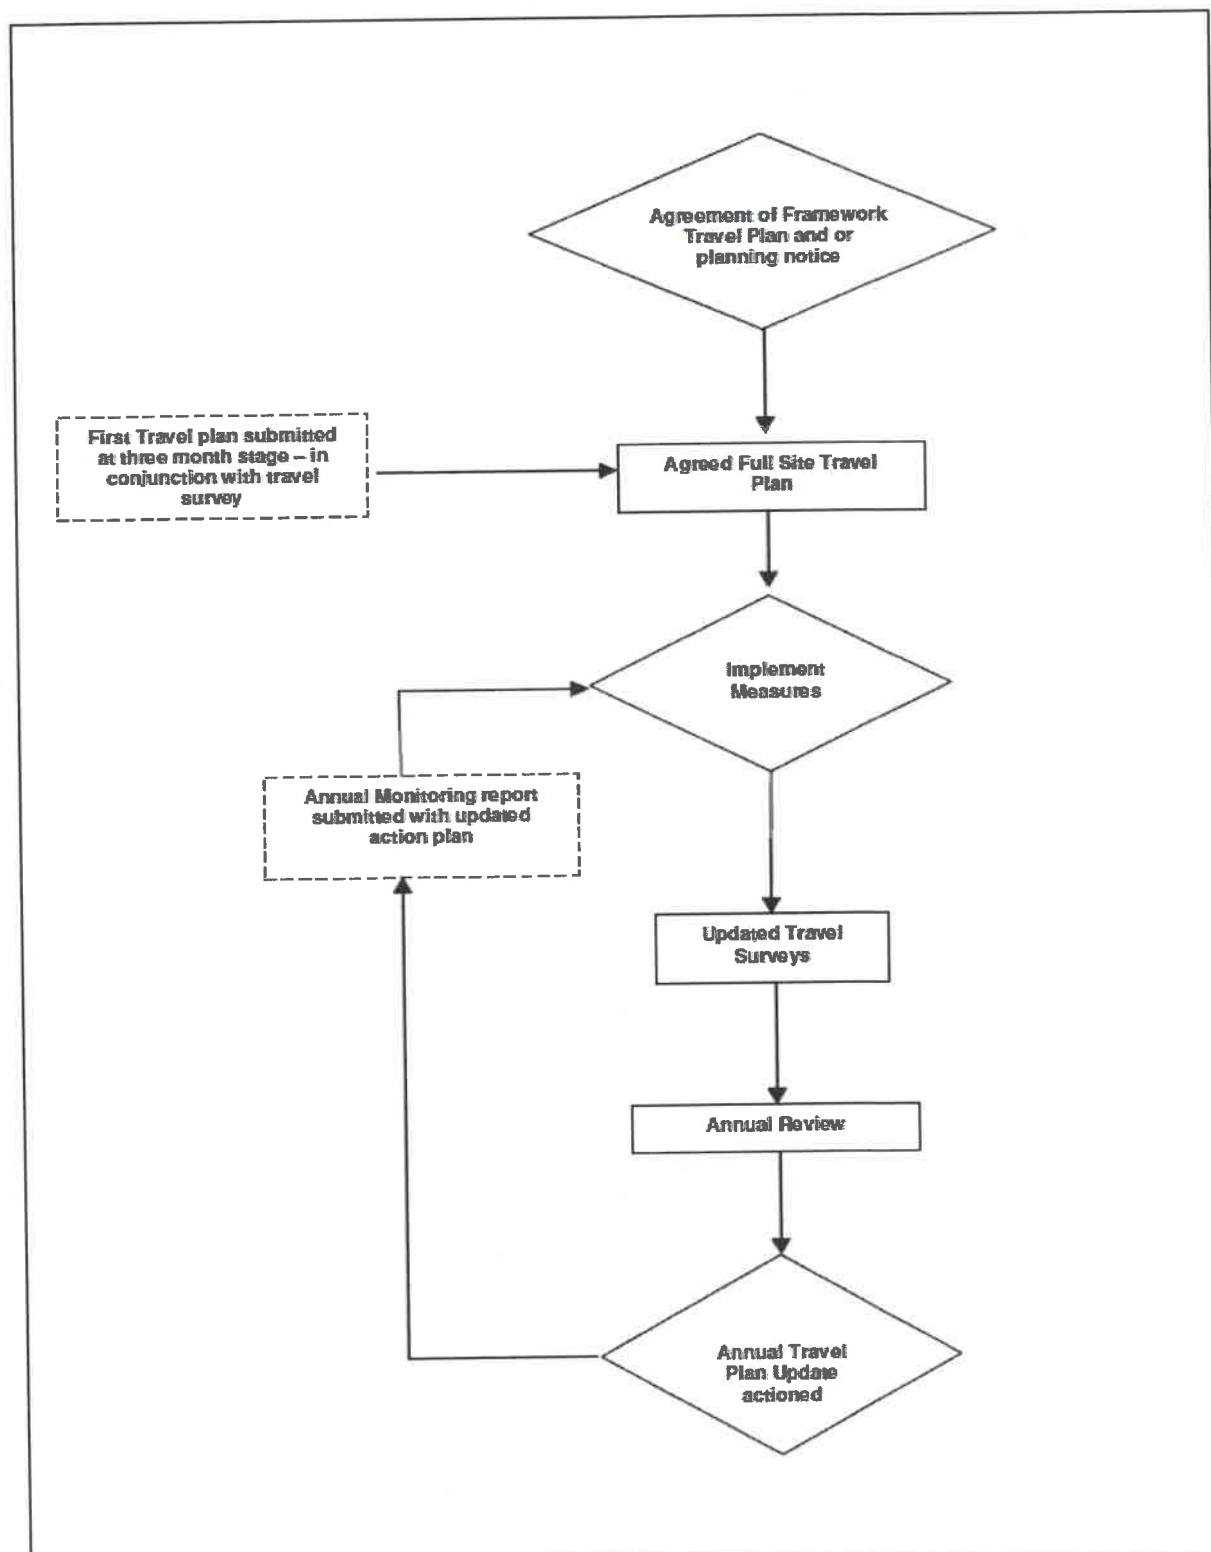 Agreement of Framework
Travel Plan and or
planning notice
First Travel plan submitted
at three month stage – in
conjunction with travel
survey
Agreed Full Site Travel
Plan
Implement
Measures
Annual Monitoring report
submitted with updated
action plan
Updated Travel
Surveys
Annual Review
Annual Travel
Plan Update
actioned